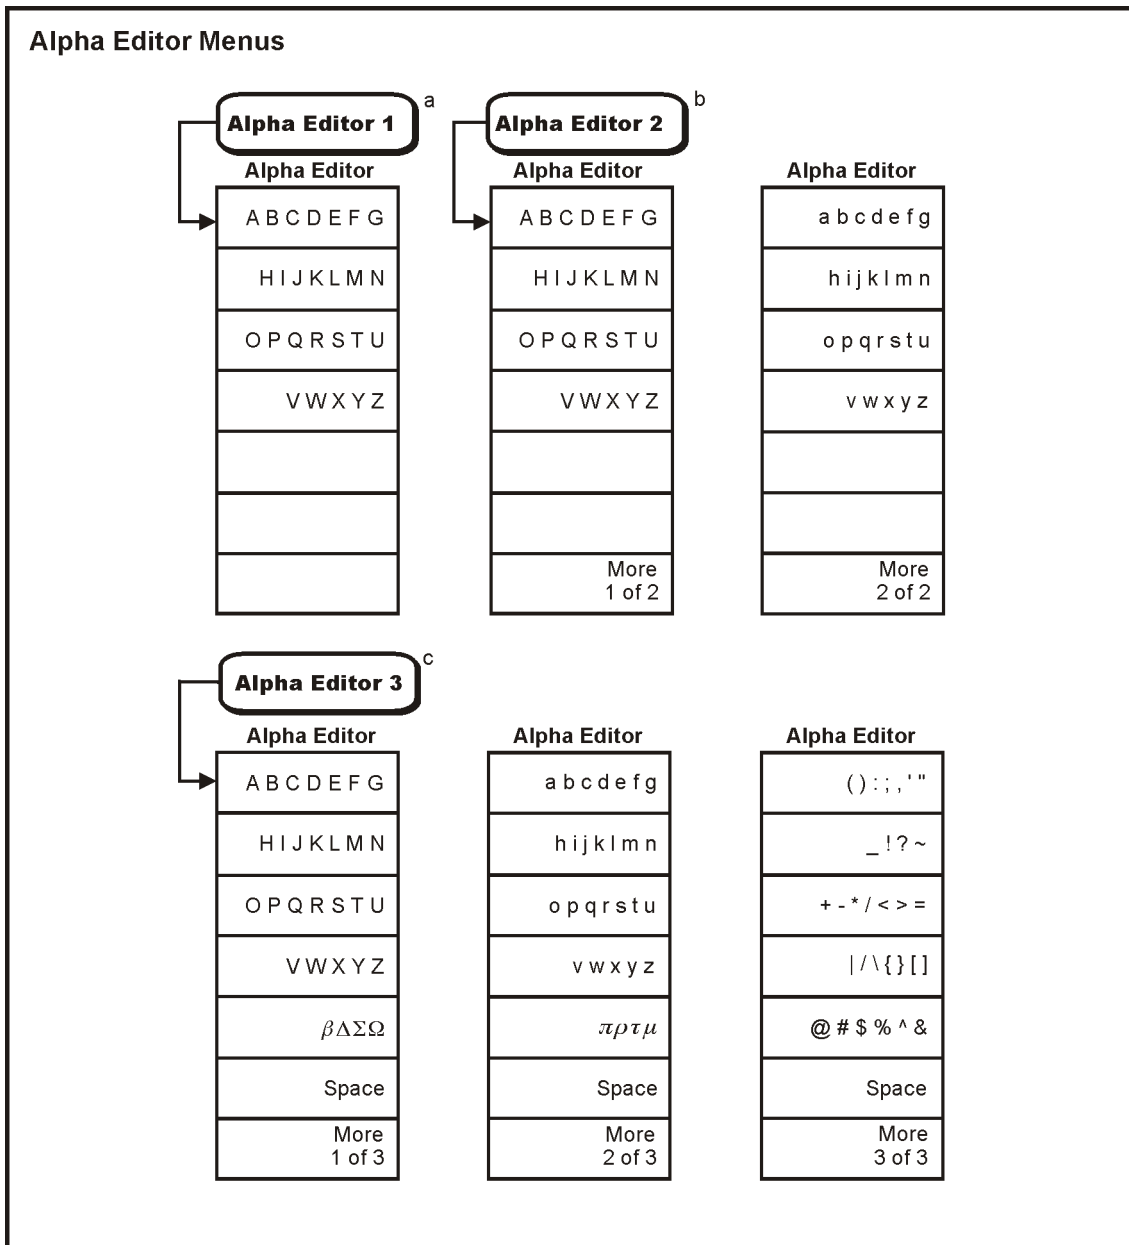 Alpha Editor Menus
Alpha Editor 1 a
Alpha Editor
A B C D E F G
H I J K L M N
O P Q R S T U
V W X Y Z
Alpha Editor 2 b
Alpha Editor
A B C D E F G
H I J K L M N
O P Q R S T U
V W X Y Z
More
1 of 2
Alpha Editor
a b c d e f g
h i j k l m n
o p q r s t u
v w x y z
More
2 of 2
Alpha Editor 3 c
Alpha Editor
A B C D E F G
H I J K L M N
O P Q R S T U
V W X Y Z
βΔΣΩ
Space
More
1 of 3
Alpha Editor
a b c d e f g
h i j k l m n
o p q r s t u
v w x y z
πρτμ
Space
More
2 of 3
Alpha Editor
( ) : ; , ' "
_ ! ? ~
+ - * / < > =
| / \ { } [ ]
@ # $ % ^ &
Space
More
3 of 3